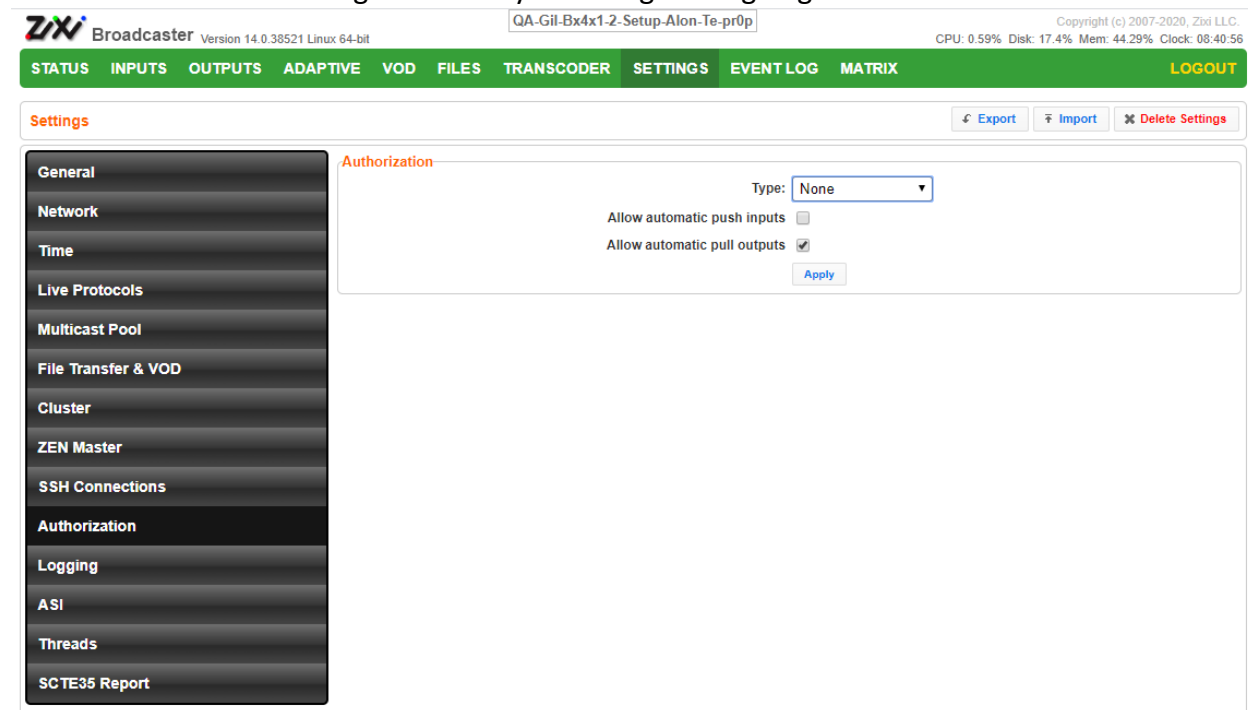 QA-Gil-Bx4x1-2-Setup-Alon-Te-pr0p
Copyright (c) 2007-2020, Zixi LLC.
ZiXi Broadcaster Version 14.0.38521 Linux 64-bit
CPU: 0.59% Disk: 17.4% Mem: 44.29% Clock: 08:40:56
STATUS INPUTS OUTPUTS ADAPTIVE VOD FILES TRANSCODER SETTINGS EVENT LOG MATRIX LOGOUT
Settings Export Import Delete Settings
General
Network
Time
Live Protocols
Multicast Pool
File Transfer & VOD
Cluster
ZEN Master
SSH Connections
Authorization
Logging
ASI
Threads
SCTE35 Report
Authorization
Type: None
Allow automatic push inputs
Allow automatic pull outputs
Apply